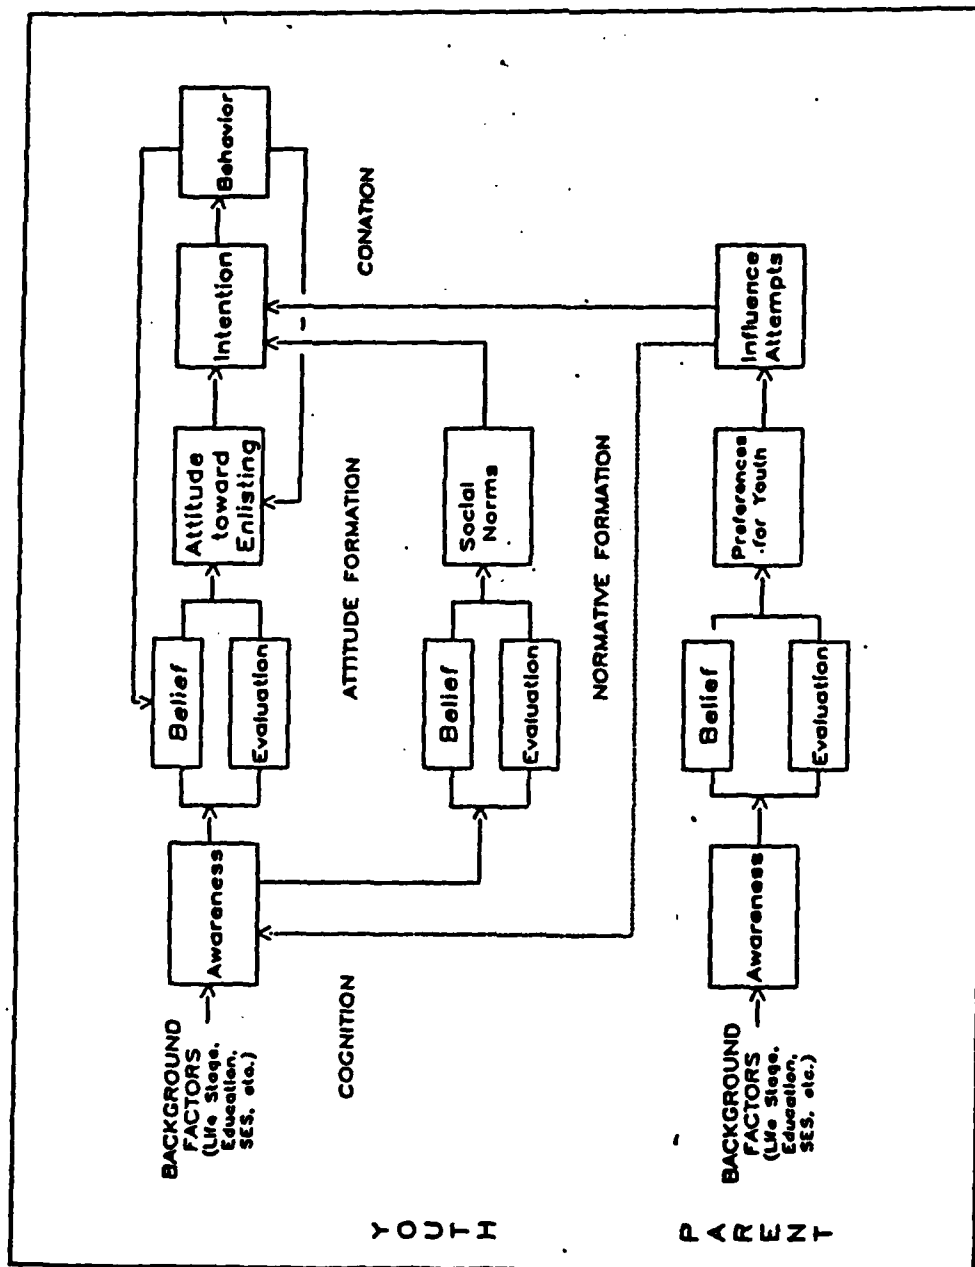 YOUTH
BACKGROUND
FACTORS
(Life Stage,
Education,
SES, etc.)
Awareness
Belief
Evaluation
Attitude
toward
Enlisting
Intention
Behavior
COGNITION
ATTITUDE FORMATION
CONATION
Belief
Evaluation
Social
Norms
NORMATIVE FORMATION
PARENT
BACKGROUND
FACTORS
(Life Stage,
Education,
SES, etc.)
Awareness
Belief
Evaluation
Preferences
for Youth
Influence
Attempts